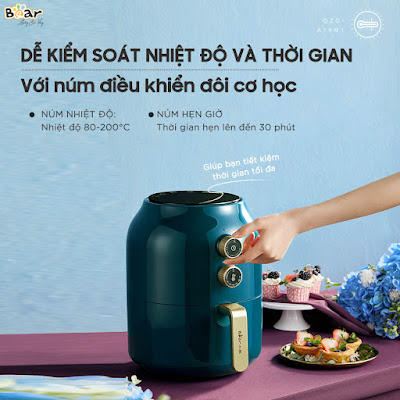 Bear
QZG-
A15R1
DỄ KIỂM SOÁT NHIỆT ĐỘ VÀ THỜI GIAN
Với núm điều khiển đôi cơ học
• NÚM NHIỆT ĐỘ:
Nhiệt độ 80-200°C
• NÚM HẸN GIỜ
Thời gian hẹn lên đến 30 phút
Giúp bạn tiết kiệm
thời gian tối đa